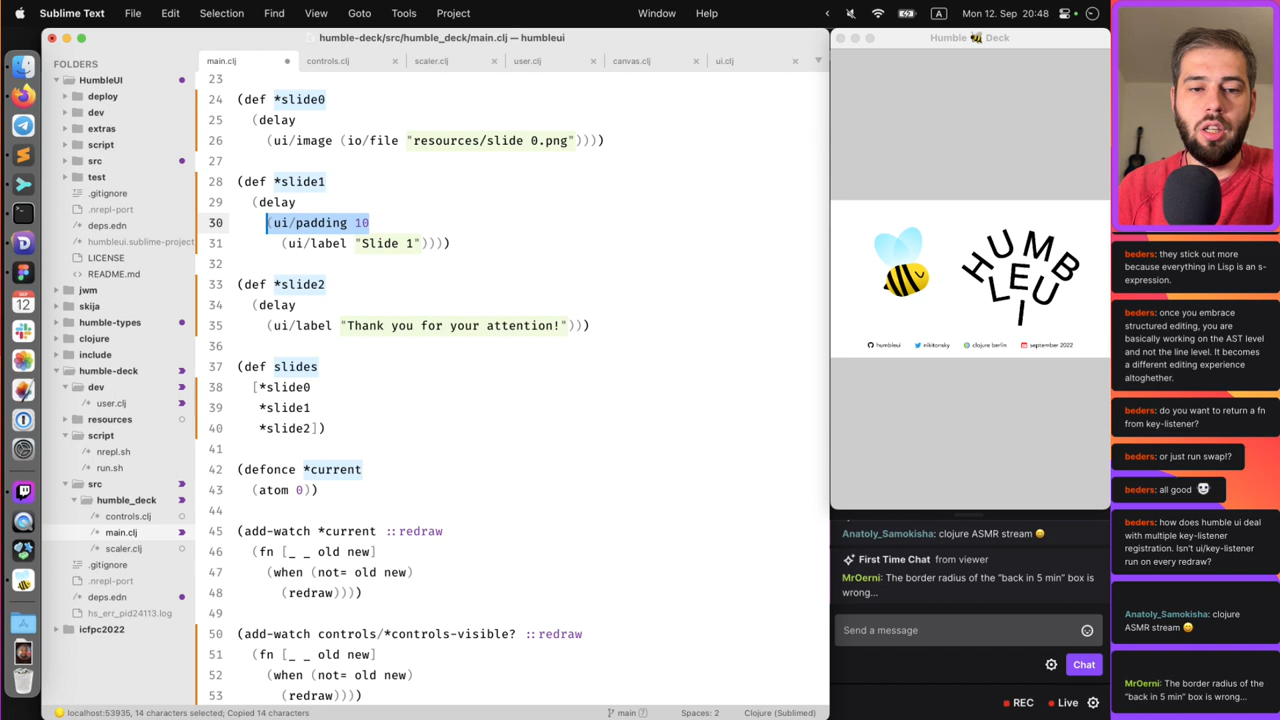 Sublime Text File Edit Selection Find View Goto Tools Project Window Help
A Mon 12. Sep 20:48
humble-deck/src/humble_deck/main.clj — humbleui
Humble 🐝 Deck
FOLDERS
HumbleUI
deploy
dev
extras
script
src
test
.gitignore
.nrepl-port
deps.edn
humbleui.sublime-project
LICENSE
README.md
jwm
skija
humble-types
clojure
include
humble-deck
dev
user.clj
resources
script
nrepl.sh
run.sh
src
humble_deck
controls.clj
main.clj
scaler.clj
.gitignore
.nrepl-port
deps.edn
hs_err_pid24113.log
icfpc2022
main.clj
controls.clj
scaler.clj
user.clj
canvas.clj
ui.clj
23
24 (def *slide0
25   (delay
26     (ui/image (io/file "resources/slide 0.png"))))
27
28 (def *slide1
29   (delay
30     (ui/padding 10
31       (ui/label "Slide 1"))))
32
33 (def *slide2
34   (delay
35     (ui/label "Thank you for your attention!")))
36
37 (def slides
38   [*slide0
39    *slide1
40    *slide2])
41
42 (defonce *current
43   (atom 0))
44
45 (add-watch *current ::redraw
46   (fn [_ _ old new]
47     (when (not= old new)
48       (redraw))))
49
50 (add-watch controls/*controls-visible? ::redraw
51   (fn [_ _ old new]
52     (when (not= old new)
53       (redraw))))
localhost:53935, 14 characters selected; Copied 14 characters
main (7)
Spaces: 2
Clojure (Sublimed)
HUMBLEUI
humbleui
nikitonsky
clojure berlin
september 2022
Anatoly_Samokisha: clojure ASMR stream 😄
First Time Chat from viewer
MrOerni: The border radius of the "back in 5 min" box is
wrong...
Send a message
Chat
REC
Live
beders: they stick out more
because everything in Lisp is an s-
expression.
beders: once you embrace
structured editing, you are
basically working on the AST level
and not the line level. It becomes
a different editing experience
altoghether.
beders: do you want to return a fn
from key-listener?
beders: or just run swap!?
beders: all good
beders: how does humble ui deal
with multiple key-listener
registration. Isn't ui/key-listener
run on every redraw?
Anatoly_Samokisha: clojure
ASMR stream 😄
MrOerni: The border radius of the
"back in 5 min" box is wrong...